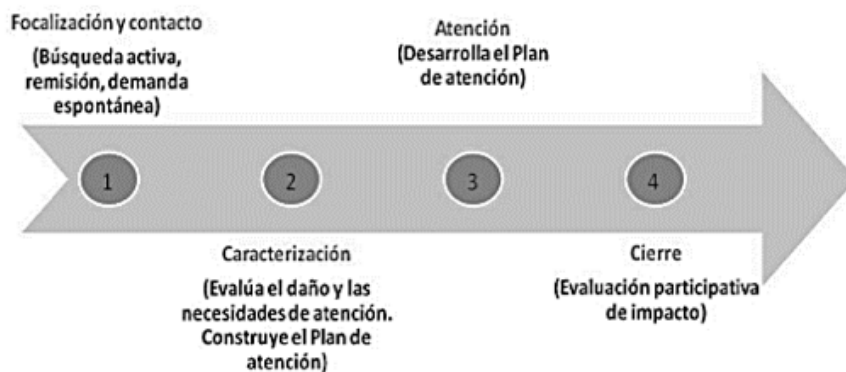 Focalización y contacto
(Búsqueda activa,
remisión, demanda
espontánea)
Atención
(Desarrolla el Plan
de atención)
1
2
3
4
Caracterización
(Evalúa el daño y las
necesidades de atención.
Construye el Plan de
atención)
Cierre
(Evaluación participativa
de impacto)